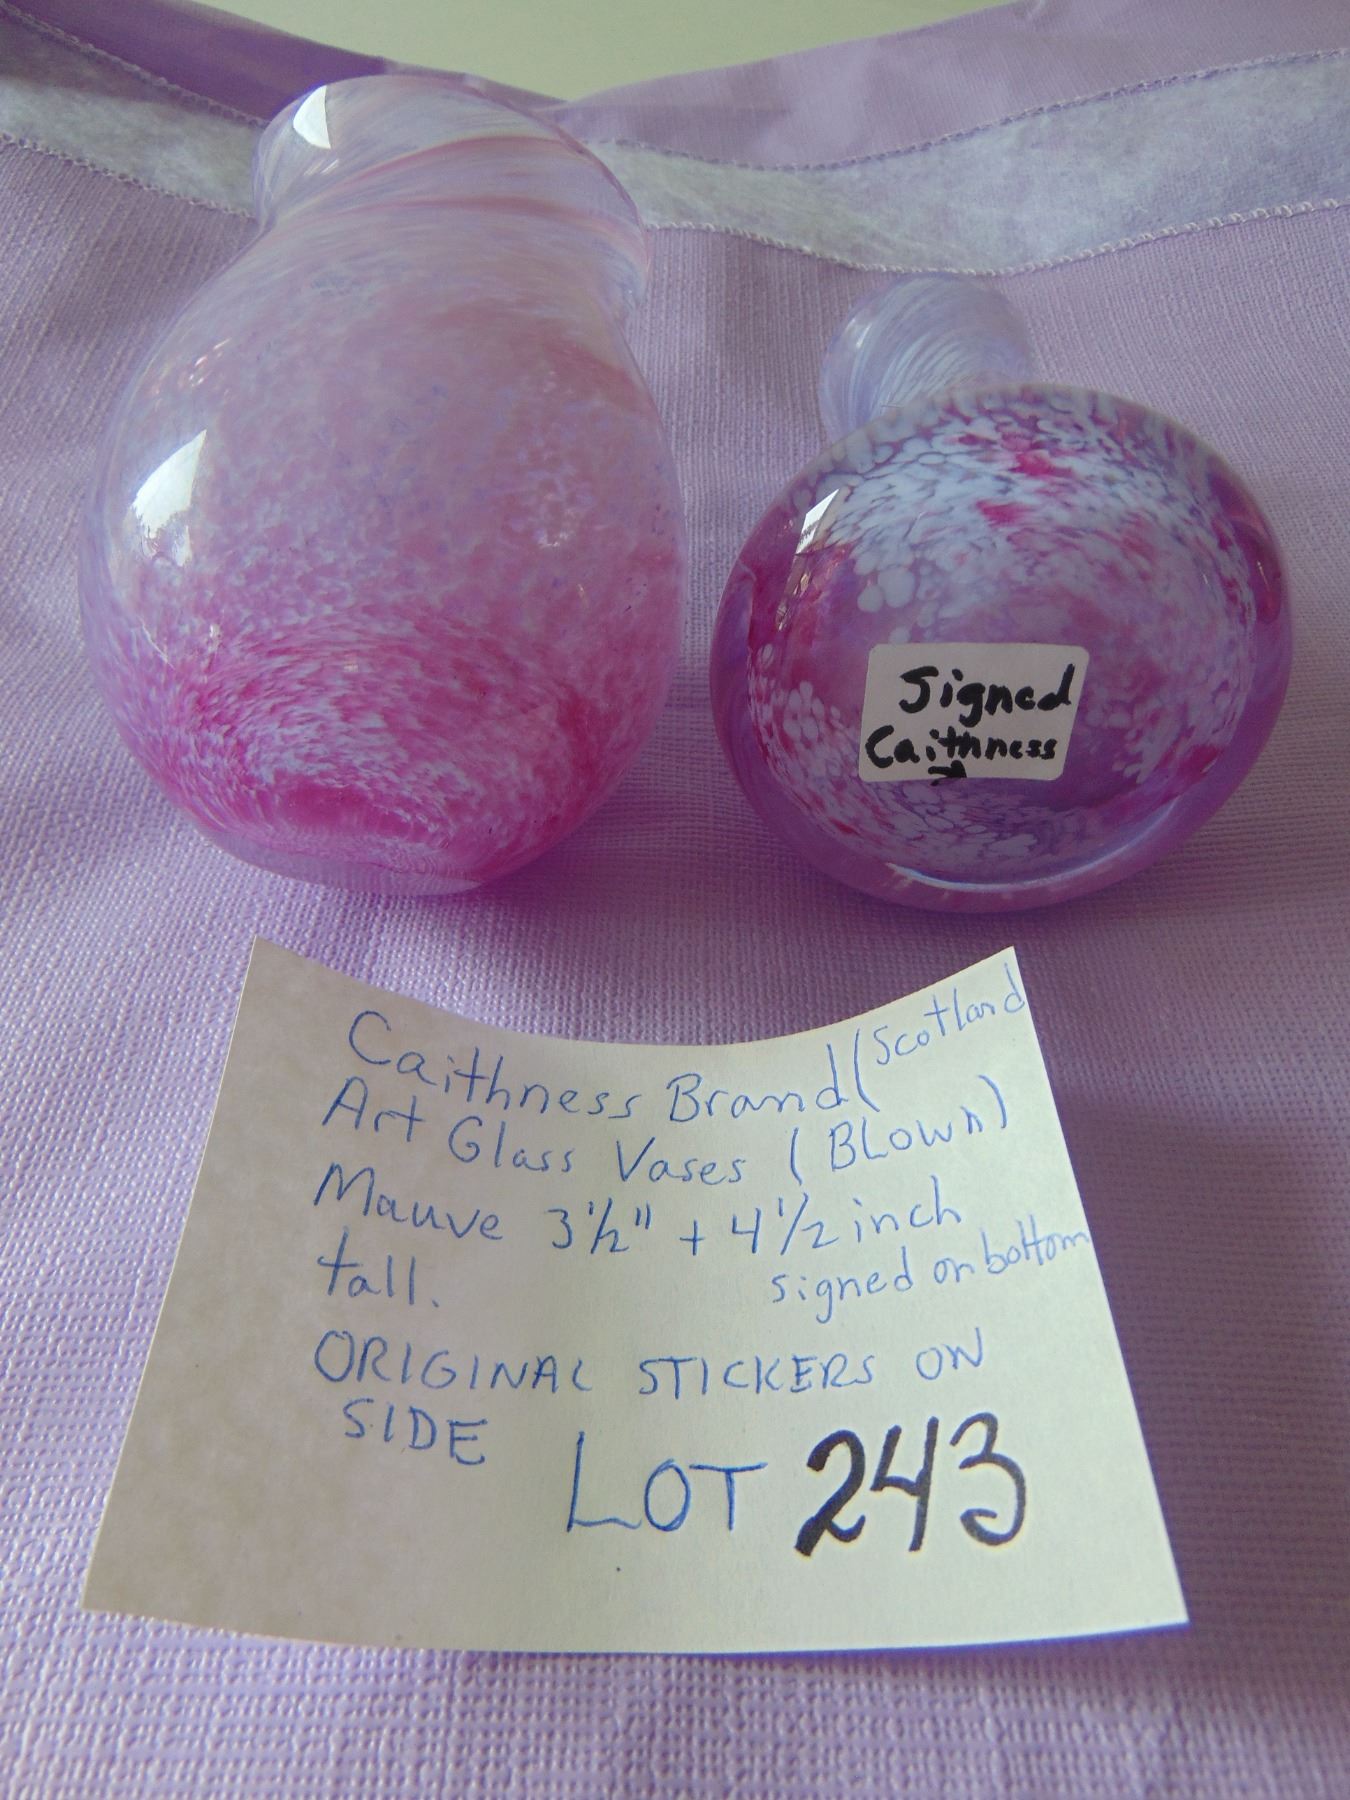 Signed
Caithness
Caithness Brand (Scotland
Art Glass Vases (BLown)
Mauve 3½" + 4½ inch
tall. signed on bottom
ORIGINAL STICKERS ON
SIDE
LOT 243